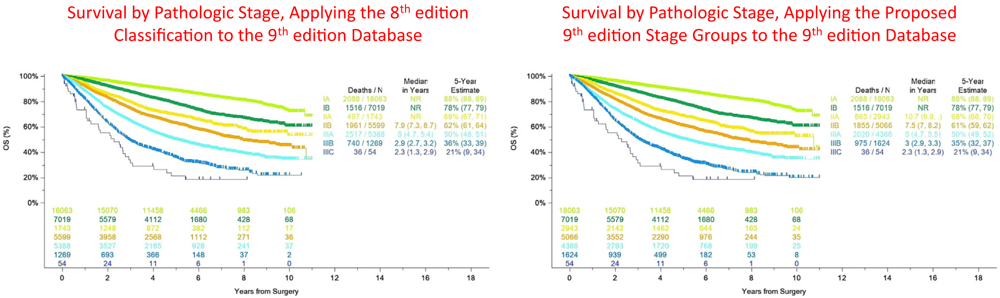 Survival by Pathologic Stage, Applying the 8th edition
Classification to the 9th edition Database
100%
80%
60%
40%
20%
0%
OS (%)
Median 5-Year
Deaths / N in Years Estimate
IA 2088 / 18063 NR 88% (88, 89)
IB 1516 / 7019 NR 78% (77, 79)
IIA 497 / 1743 NR 69% (67, 71)
IIB 1961 / 5599 7.9 (7.3, 8.7) 62% (61, 64)
IIIA 2517 / 5388 5 (4.7, 5.4) 50% (48, 51)
IIIB 740 / 1269 2.9 (2.7, 3.2) 36% (33, 39)
IIIC 36 / 54 2.3 (1.3, 2.9) 21% (9, 34)
18063 15070 11458 4466 983 106
7019 5579 4112 1680 428 68
1743 1248 872 382 112 17
5599 3958 2568 1112 271 36
5388 3527 2165 928 241 37
1269 693 366 148 37 2
54 24 11 6 1 0
0 2 4 6 8 10 12 14 16 18
Years from Surgery
Survival by Pathologic Stage, Applying the Proposed
9th edition Stage Groups to the 9th edition Database
100%
80%
60%
40%
20%
0%
OS (%)
Median 5-Year
Deaths / N in Years Estimate
IA 2088 / 18063 NR 88% (88, 89)
IB 1516 / 7019 NR 78% (77, 79)
IIA 865 / 2943 10.7 (9.9, .) 68% (66, 70)
IIB 1855 / 5066 7.5 (7, 8.2) 61% (59, 62)
IIIA 2020 / 4366 5 (4.7, 5.5) 50% (49, 52)
IIIB 975 / 1624 3 (2.9, 3.3) 35% (32, 37)
IIIC 36 / 54 2.3 (1.3, 2.9) 21% (9, 34)
18063 15070 11458 4466 983 106
7019 5579 4112 1680 428 68
2943 2142 1462 644 165 24
5066 3552 2290 976 244 35
4366 2793 1720 768 199 25
1624 939 499 182 53 8
54 24 11 6 1 0
0 2 4 6 8 10 12 14 16 18
Years from Surgery